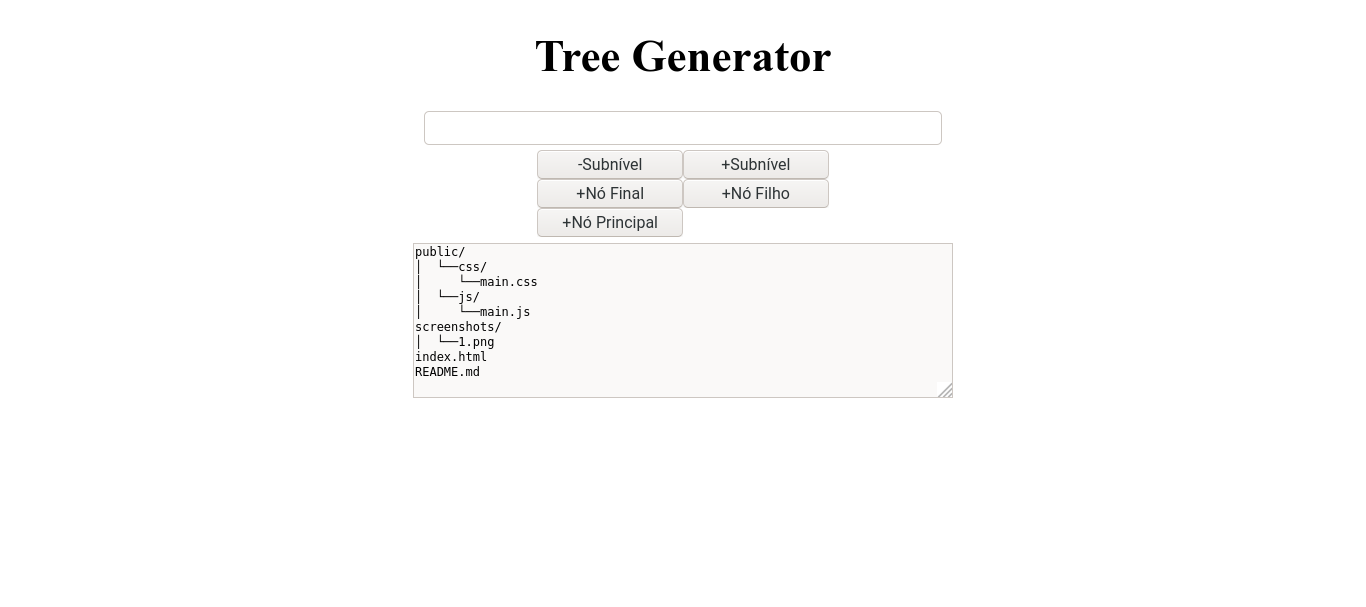 Tree Generator
-Subnível +Subnível
+Nó Final +Nó Filho
+Nó Principal
public/
│  └──css/
│     └──main.css
│  └──js/
│     └──main.js
screenshots/
│  └──1.png
index.html
README.md